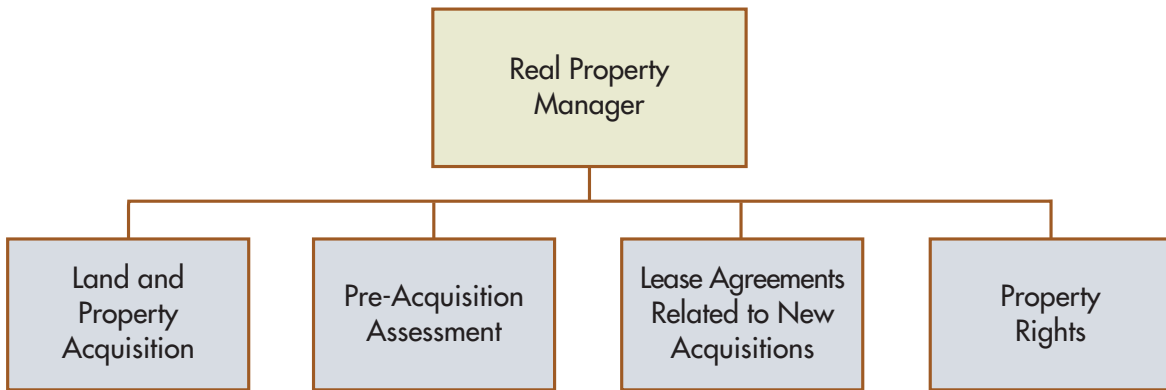 Real Property
Manager
Land and
Property
Acquisition
Pre-Acquisition
Assessment
Lease Agreements
Related to New
Acquisitions
Property
Rights